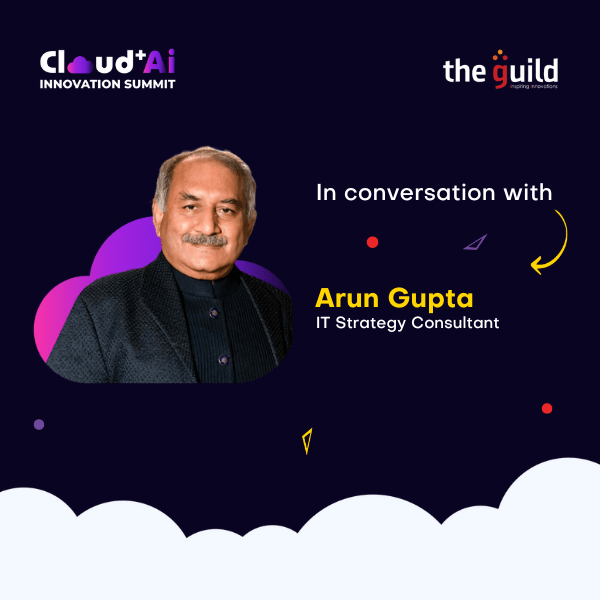 Cloud+Ai
INNOVATION SUMMIT
the guild
inspiring innovations
In conversation with
Arun Gupta
IT Strategy Consultant